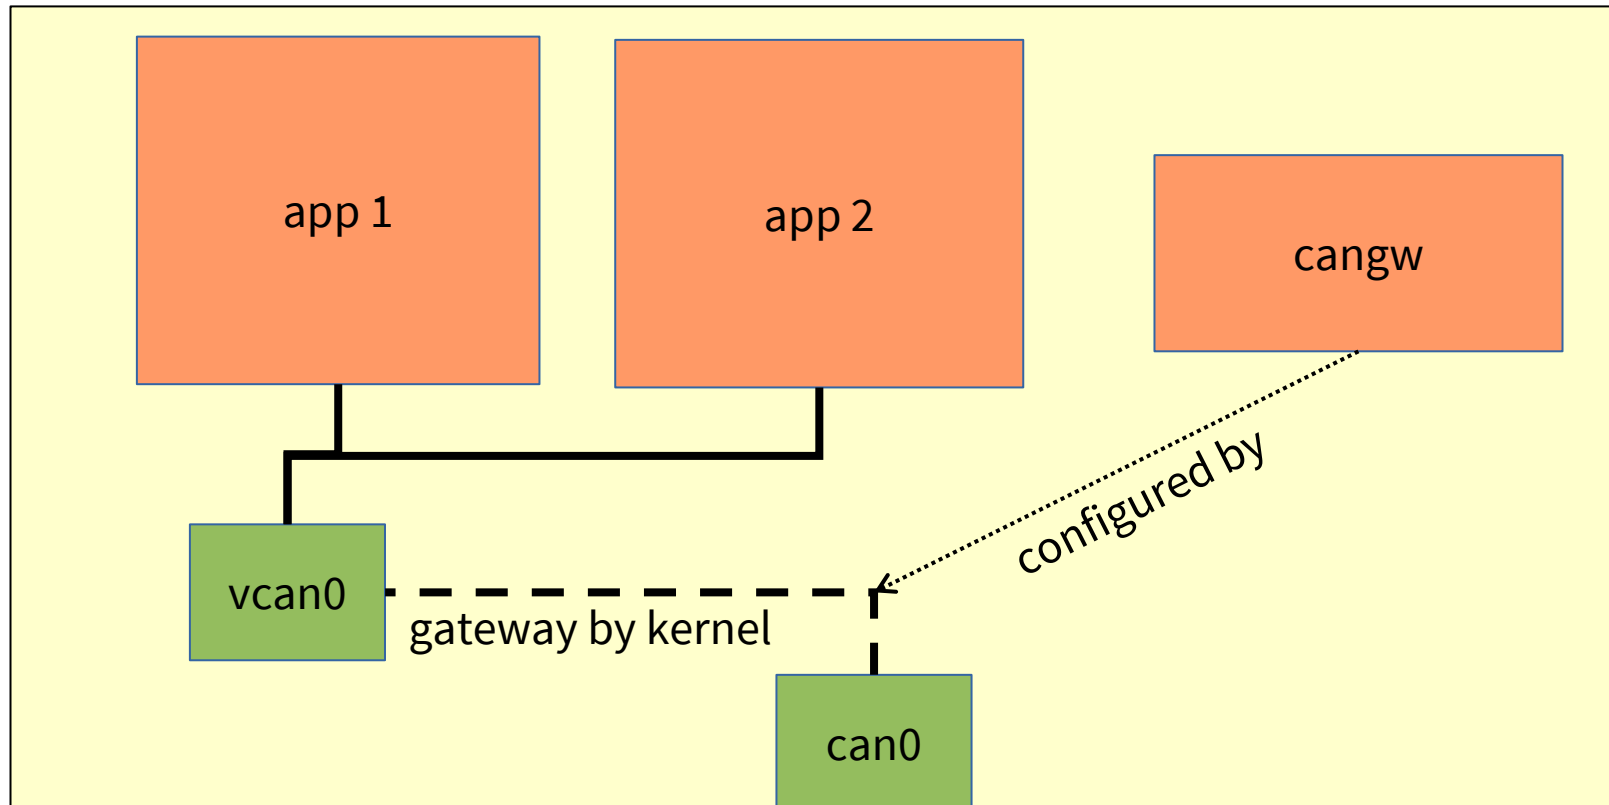 app 1
app 2
cangw
configured by
vcan0
gateway by kernel
can0